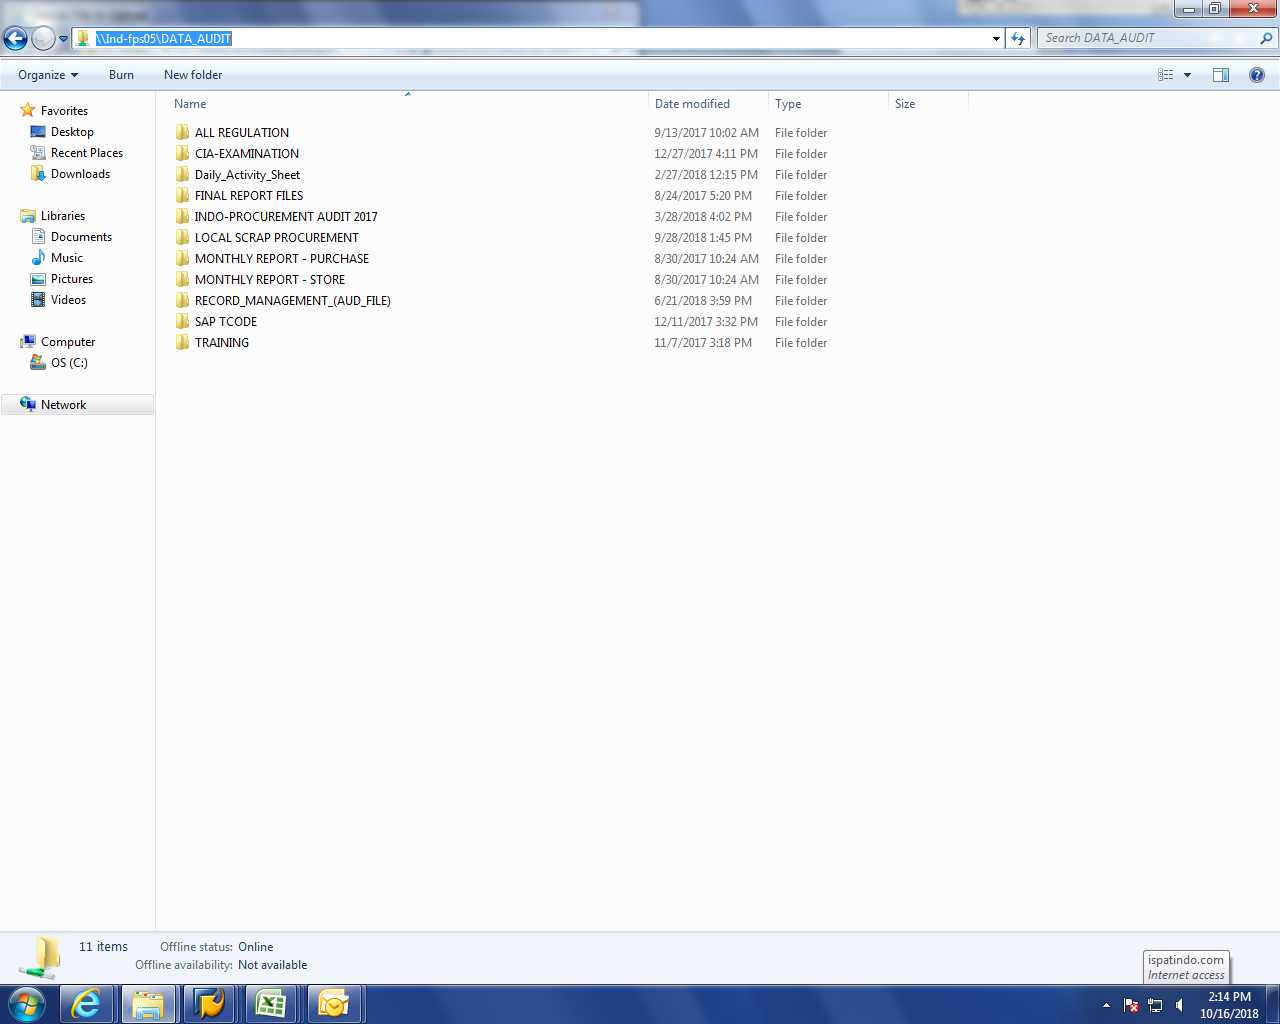 \\Ind-fps05\DATA_AUDIT
Search DATA_AUDIT
Organize Burn New folder
Name Date modified Type Size
Favorites
Desktop
Recent Places
Downloads
Libraries
Documents
Music
Pictures
Videos
Computer
OS (C:)
Network
ALL REGULATION 9/13/2017 10:02 AM File folder
CIA-EXAMINATION 12/27/2017 4:11 PM File folder
Daily_Activity_Sheet 2/27/2018 12:15 PM File folder
FINAL REPORT FILES 8/24/2017 5:20 PM File folder
INDO-PROCUREMENT AUDIT 2017 3/28/2018 4:02 PM File folder
LOCAL SCRAP PROCUREMENT 9/28/2018 1:45 PM File folder
MONTHLY REPORT - PURCHASE 8/30/2017 10:24 AM File folder
MONTHLY REPORT - STORE 8/30/2017 10:24 AM File folder
RECORD_MANAGEMENT_(AUD_FILE) 6/21/2018 3:59 PM File folder
SAP TCODE 12/11/2017 3:32 PM File folder
TRAINING 11/7/2017 3:18 PM File folder
11 items Offline status: Online
Offline availability: Not available
ispatindo.com
Internet access
2:14 PM
10/16/2018